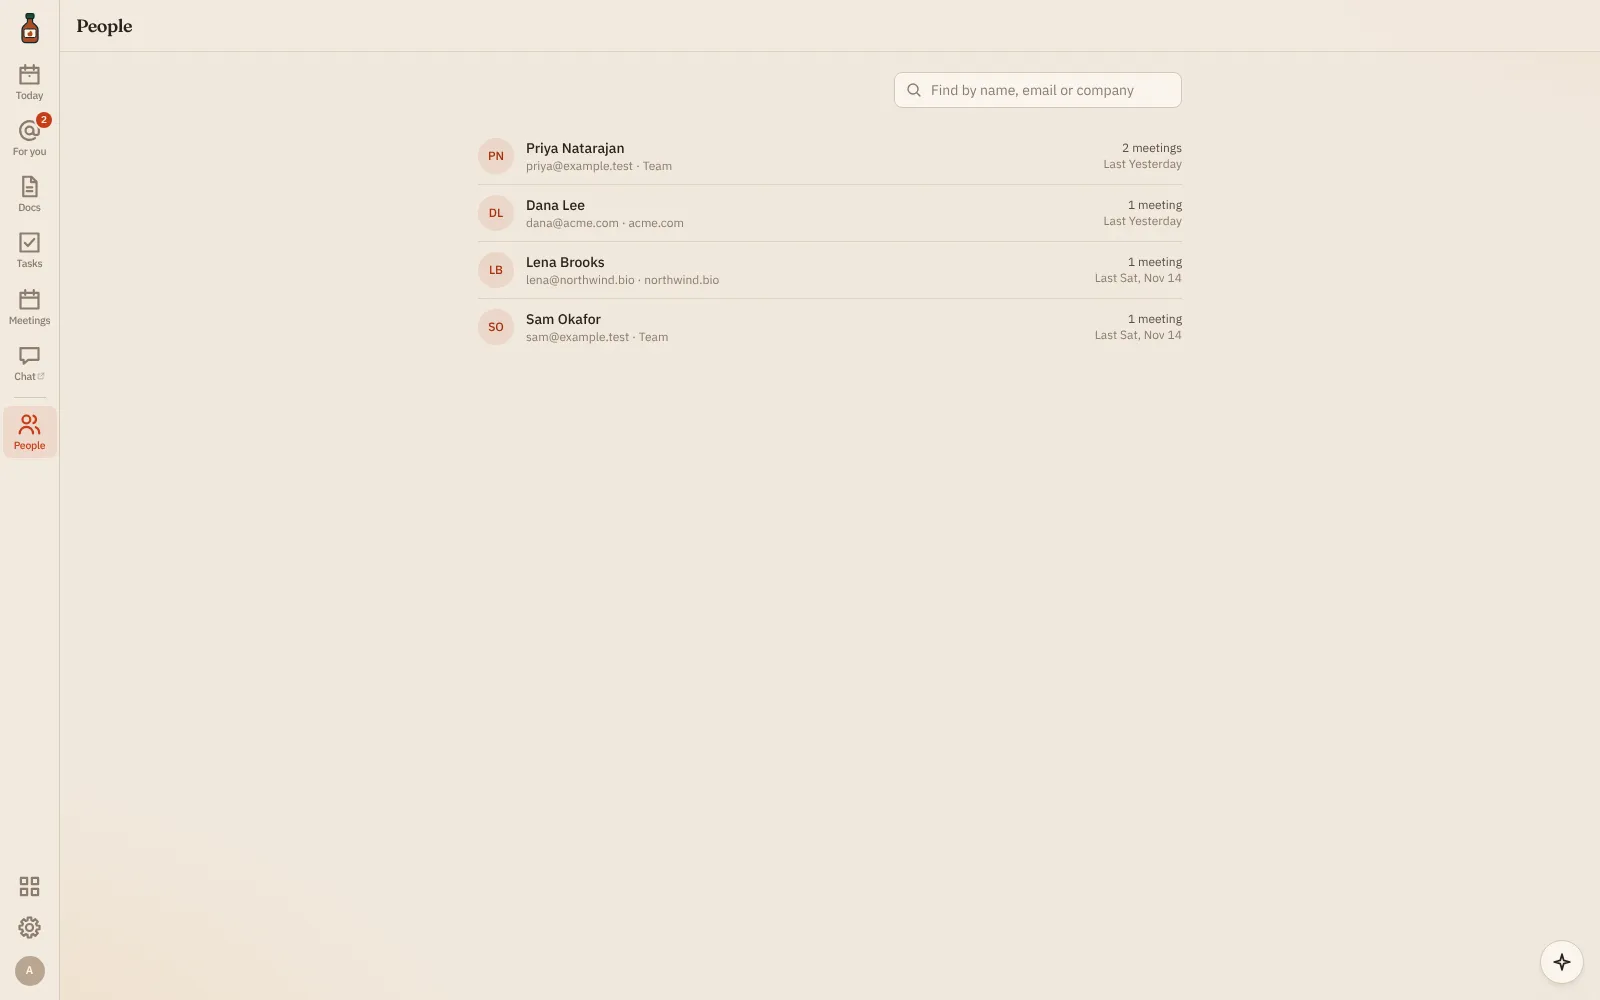 People
Today
2
For you
Docs
Tasks
Meetings
Chat
People
A
Find by name, email or company
PN
Priya Natarajan
priya@example.test · Team
2 meetings
Last Yesterday
DL
Dana Lee
dana@acme.com · acme.com
1 meeting
Last Yesterday
LB
Lena Brooks
lena@northwind.bio · northwind.bio
1 meeting
Last Sat, Nov 14
SO
Sam Okafor
sam@example.test · Team
1 meeting
Last Sat, Nov 14